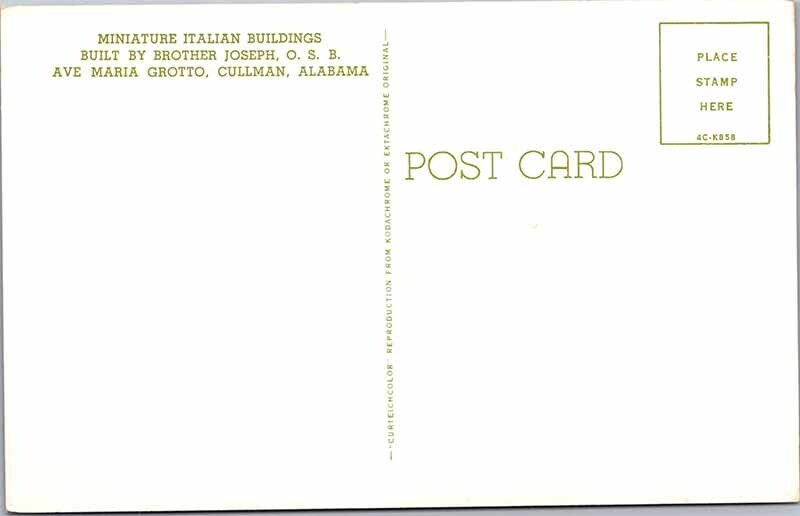 MINIATURE ITALIAN BUILDINGS
BUILT BY BROTHER JOSEPH, O. S. B.
AVE MARIA GROTTO, CULLMAN, ALABAMA
"CURTEICHCOLOR" REPRODUCTION FROM KODACHROME OR EKTACHROME ORIGINAL
POST CARD
PLACE
STAMP
HERE
4C-K858